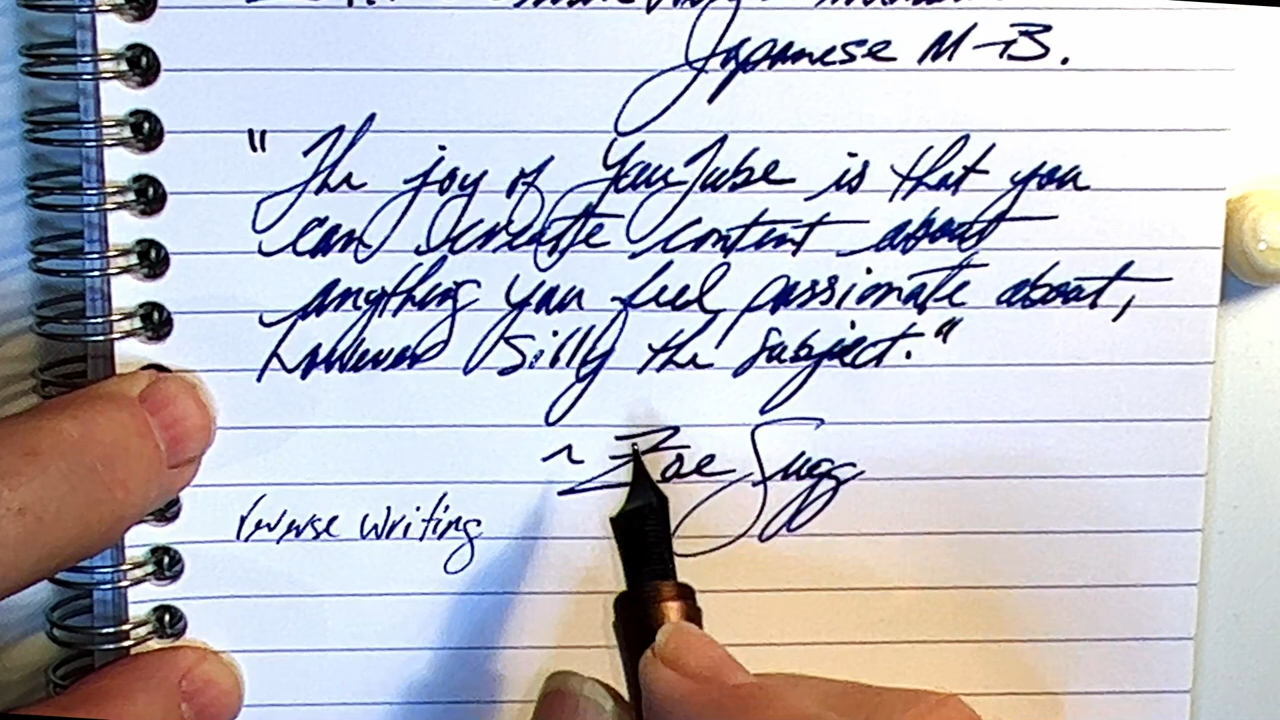 Japanese M-B.
"The joy of YouTube is that you
can create content about
anything you feel passionate about,
however silly the subject."
~ Zoe Sugg
reverse writing